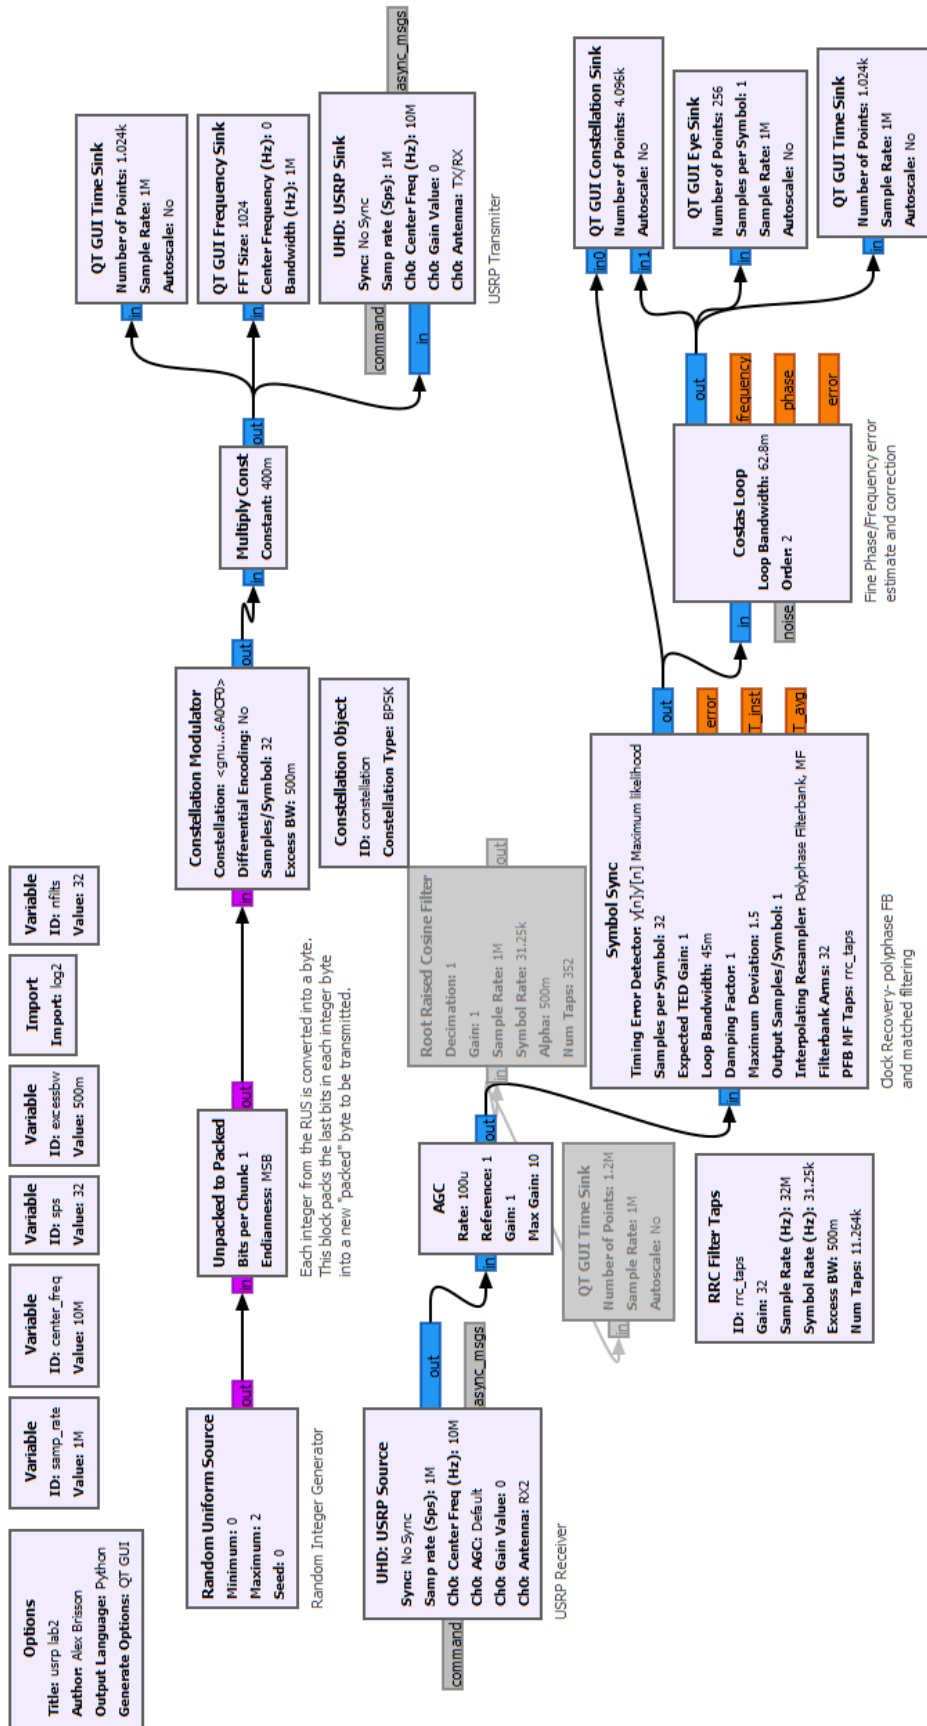 Options
Title: usrp lab2
Author: Alex Brisson
Output Language: Python
Generate Options: QT GUI
Variable
ID: samp_rate
Value: 1M
Variable
ID: center_freq
Value: 10M
Variable
ID: sps
Value: 32
Variable
ID: excessbw
Value: 500m
Import
Import: log2
Variable
ID: nfilts
Value: 32
Random Uniform Source
Minimum: 0
Maximum: 2
Seed: 0
out
Random Integer Generator
in
Unpacked to Packed
Bits per Chunk: 1
Endianness: MSB
out
Each integer from the RUS is converted into a byte.
This block packs the last bits in each integer byte
into a new "packed" byte to be transmitted.
in
Constellation Modulator
Constellation: <gnu...6A0CF0>
Differential Encoding: No
Samples/Symbol: 32
Excess BW: 500m
out
Constellation Object
ID: constellation
Constellation Type: BPSK
in
Multiply Const
Constant: 400m
out
in
QT GUI Time Sink
Number of Points: 1.024k
Sample Rate: 1M
Autoscale: No
in
QT GUI Frequency Sink
FFT Size: 1024
Center Frequency (Hz): 0
Bandwidth (Hz): 1M
command
in
UHD: USRP Sink
Sync: No Sync
Samp rate (Sps): 1M
Ch0: Center Freq (Hz): 10M
Ch0: Gain Value: 0
Ch0: Antenna: TX/RX
async_msgs
USRP Transmiter
command
UHD: USRP Source
Sync: No Sync
Samp rate (Sps): 1M
Ch0: Center Freq (Hz): 10M
Ch0: AGC: Default
Ch0: Gain Value: 0
Ch0: Antenna: RX2
out
async_msgs
USRP Receiver
in
AGC
Rate: 100u
Reference: 1
Gain: 1
Max Gain: 10
out
in
Root Raised Cosine Filter
Decimation: 1
Gain: 1
Sample Rate: 1M
Symbol Rate: 31.25k
Alpha: 500m
Num Taps: 352
out
in
QT GUI Time Sink
Number of Points: 1.2M
Sample Rate: 1M
Autoscale: No
RRC Filter Taps
ID: rrc_taps
Gain: 32
Sample Rate (Hz): 32M
Symbol Rate (Hz): 31.25k
Excess BW: 500m
Num Taps: 11.264k
in
Symbol Sync
Timing Error Detector: y[n]y'[n] Maximum likelihood
Samples per Symbol: 32
Expected TED Gain: 1
Loop Bandwidth: 45m
Damping Factor: 1
Maximum Deviation: 1.5
Output Samples/Symbol: 1
Interpolating Resampler: Polyphase Filterbank, MF
Filterbank Arms: 32
PFB MF Taps: rrc_taps
out
error
T_inst
T_avg
Clock Recovery- polyphase FB
and matched filtering
in
noise
Costas Loop
Loop Bandwidth: 62.8m
Order: 2
out
frequency
phase
error
Fine Phase/Frequency error
estimate and correction
in0
in1
QT GUI Constellation Sink
Number of Points: 4.096k
Autoscale: No
in
QT GUI Eye Sink
Number of Points: 256
Samples per Symbol: 1
Sample Rate: 1M
Autoscale: No
in
QT GUI Time Sink
Number of Points: 1.024k
Sample Rate: 1M
Autoscale: No